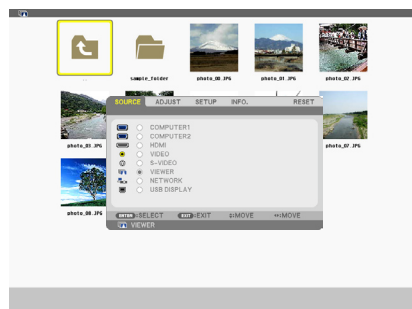 ..
sample_folder
photo_00.JPG
photo_01.JPG
photo_02.JPG
SOURCE ADJUST SETUP INFO. RESET
COMPUTER1
COMPUTER2
HDMI
VIDEO
S-VIDEO
VIEWER
NETWORK
USB DISPLAY
photo_03.JPG
photo_07.JPG
photo_08.JPG
ENTER:SELECT EXIT:EXIT :MOVE :MOVE
VIEWER